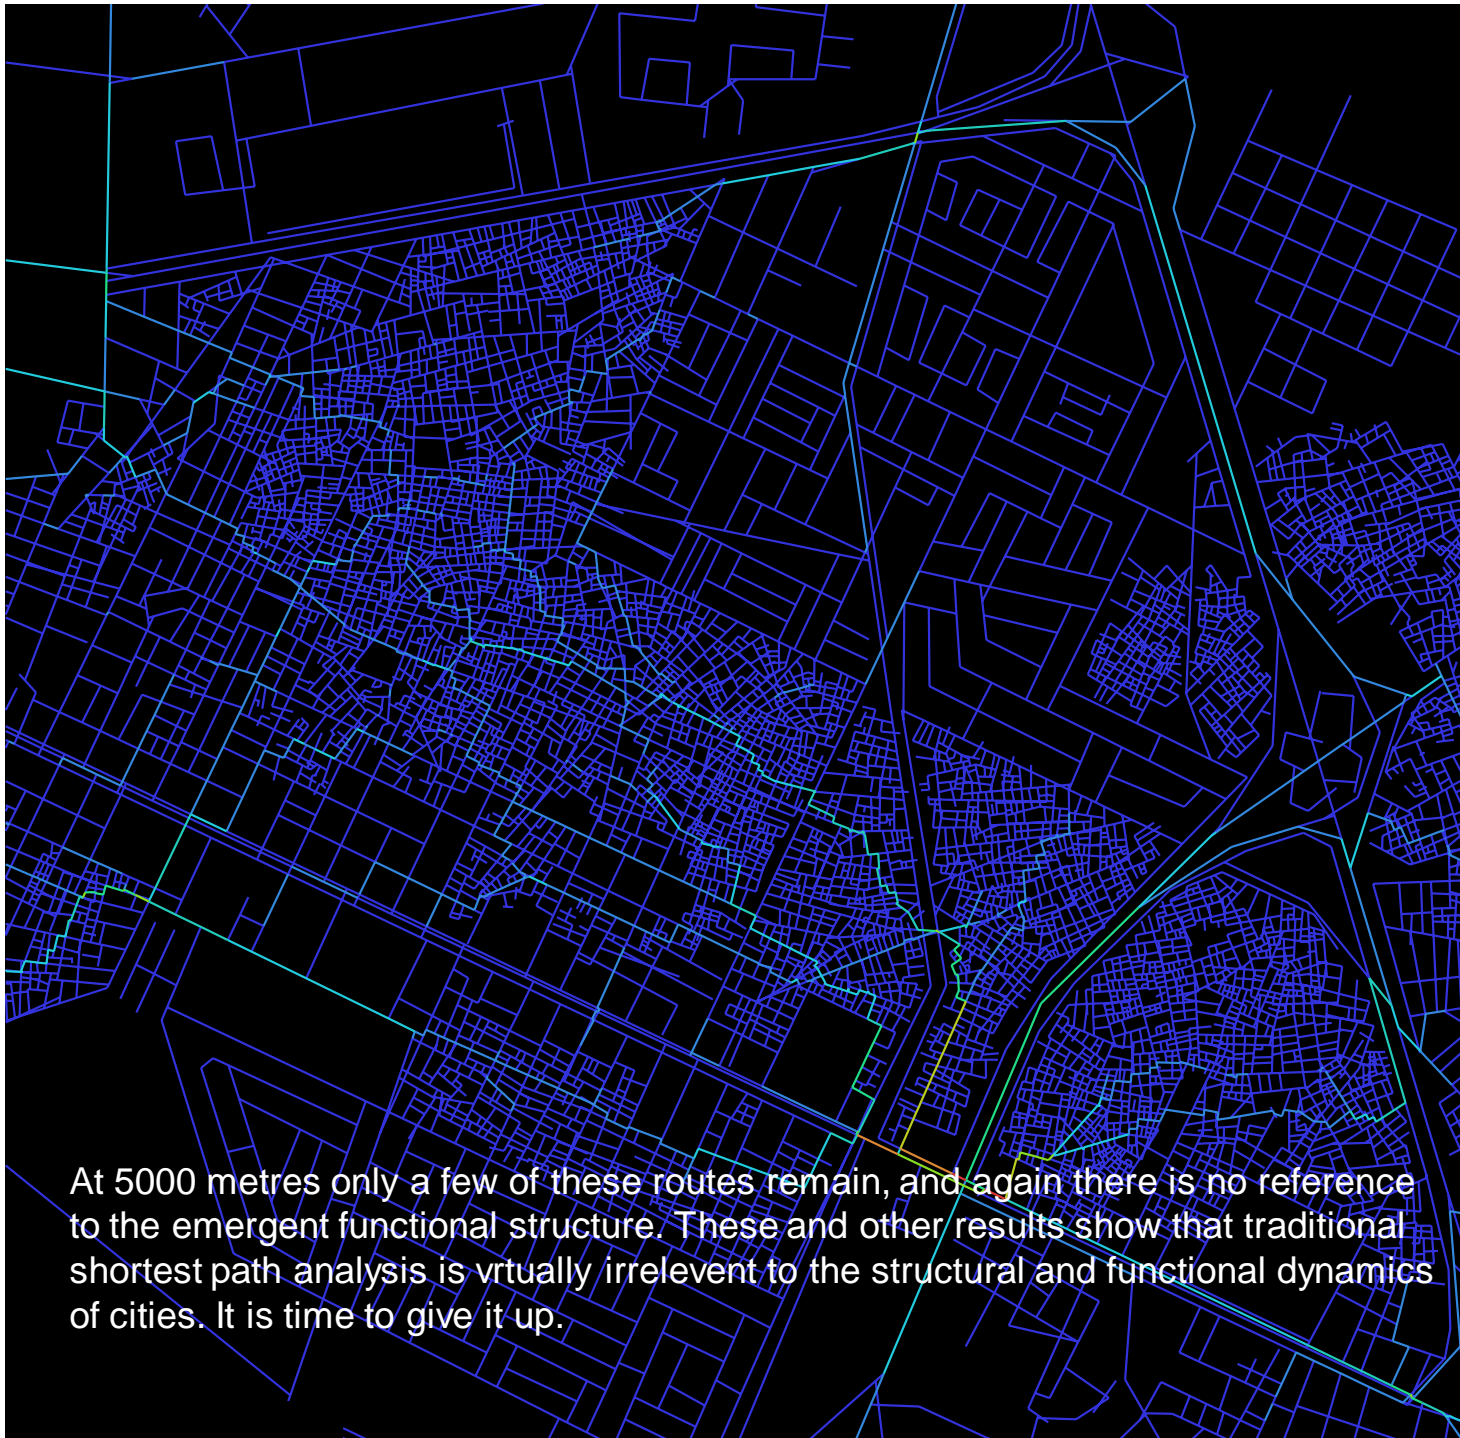 At 5000 metres only a few of these routes remain, and again there is no reference
to the emergent functional structure. These and other results show that traditional
shortest path analysis is vrtually irrelevent to the structural and functional dynamics
of cities. It is time to give it up.